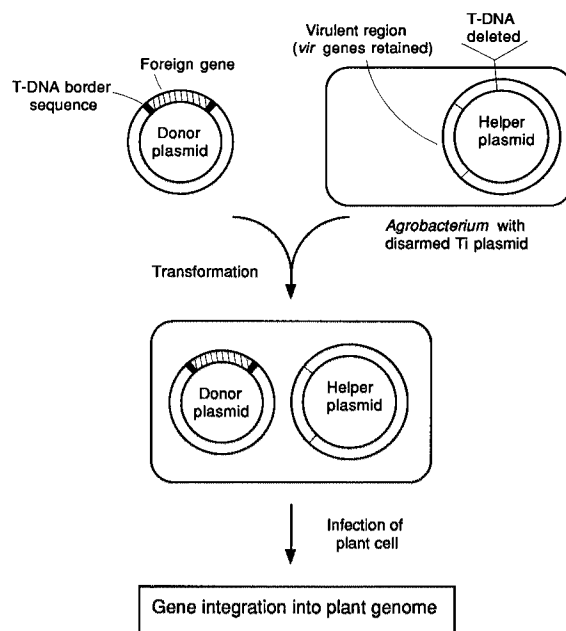 T-DNA
deleted
Virulent region
(vir genes retained)
Foreign gene
T-DNA border
sequence
Donor
plasmid
Helper
plasmid
Agrobacterium with
disarmed Ti plasmid
Transformation
Donor
plasmid
Helper
plasmid
Infection of
plant cell
Gene integration into plant genome